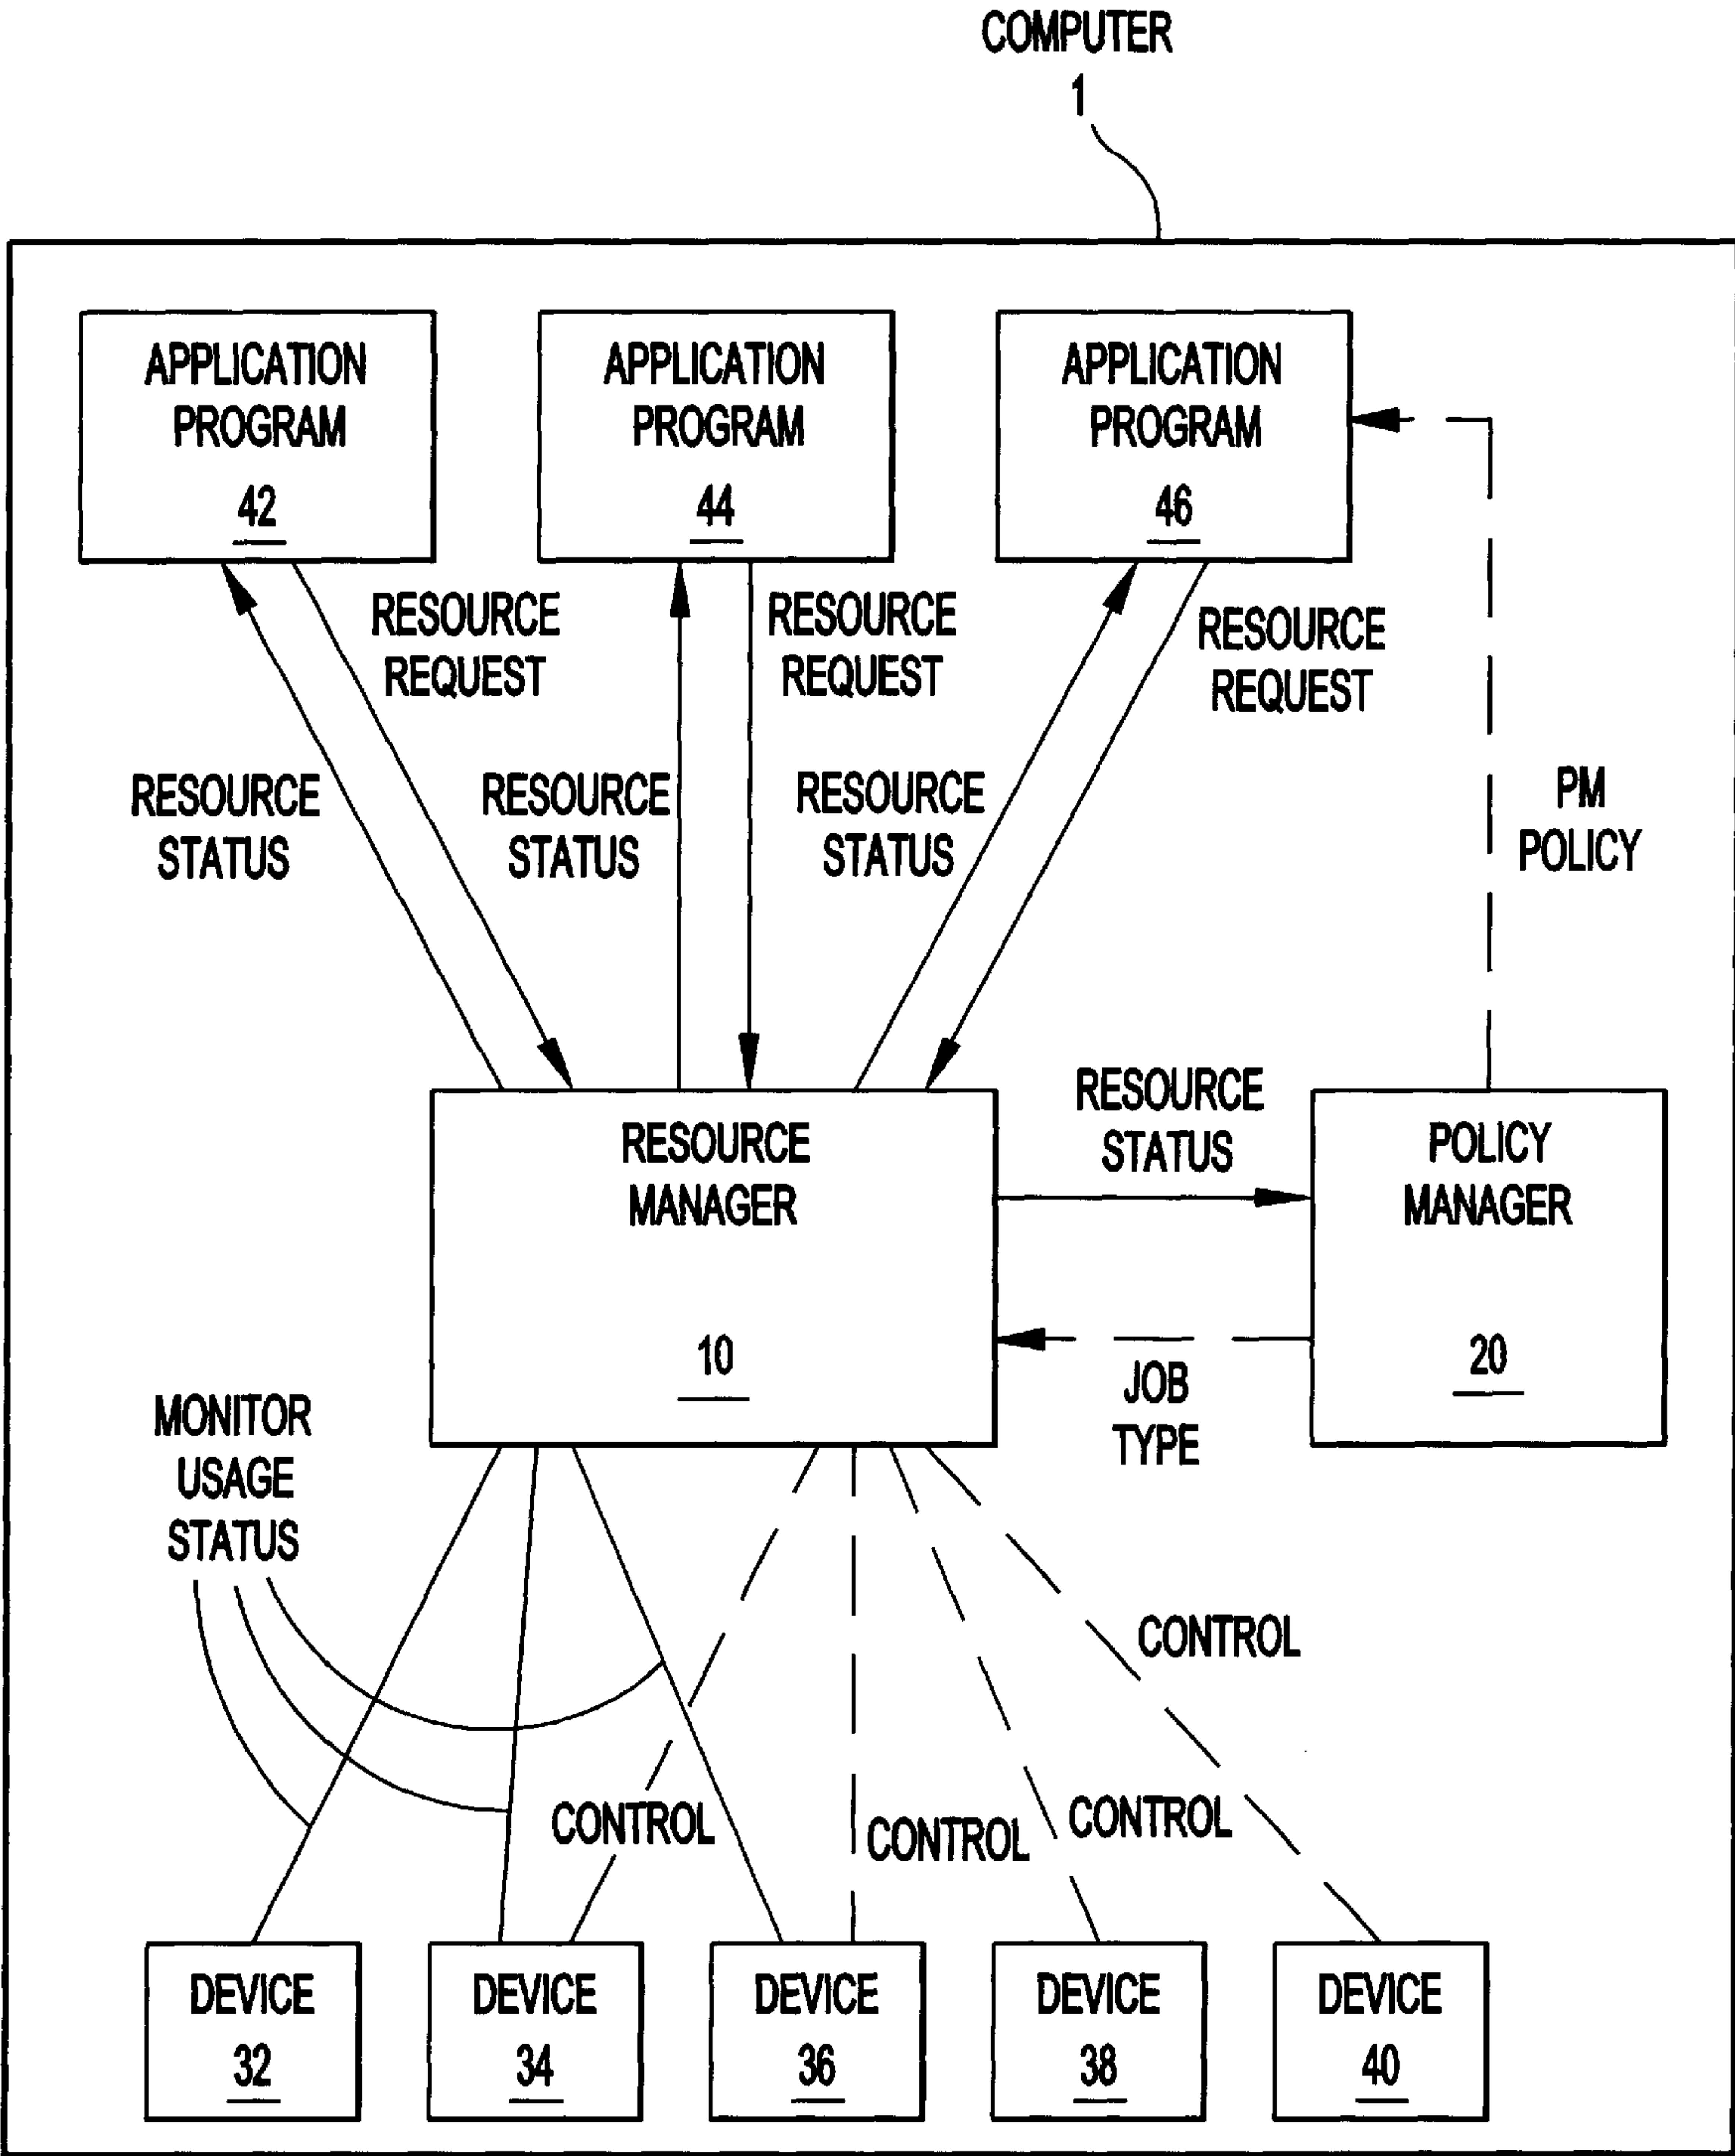 COMPUTER
1
APPLICATION
PROGRAM
42
APPLICATION
PROGRAM
44
APPLICATION
PROGRAM
46
RESOURCE
REQUEST
RESOURCE
REQUEST
RESOURCE
REQUEST
RESOURCE
STATUS
RESOURCE
STATUS
RESOURCE
STATUS
PM
POLICY
RESOURCE
MANAGER
10
RESOURCE
STATUS
POLICY
MANAGER
20
JOB
TYPE
MONITOR
USAGE
STATUS
CONTROL
CONTROL
CONTROL
CONTROL
DEVICE
32
DEVICE
34
DEVICE
36
DEVICE
38
DEVICE
40